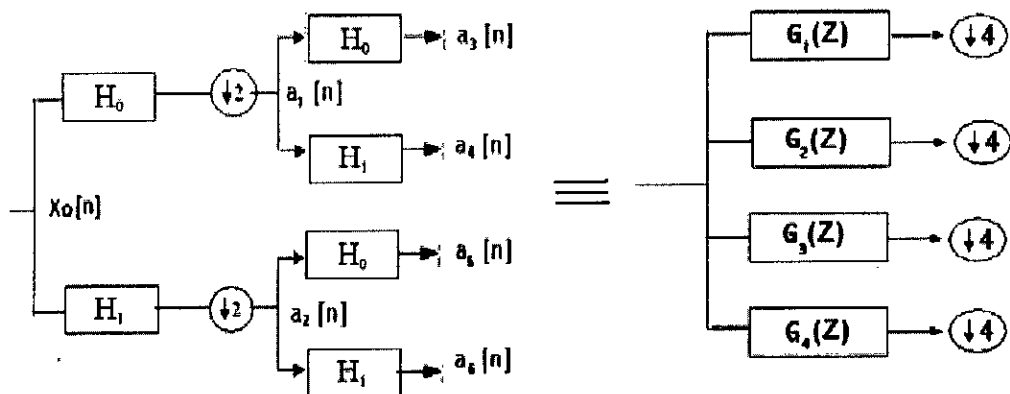 H₀
a₃ [n]
H₀
↓2
a₁ [n]
H₁
a₄ [n]
X₀[n]
H₀
a₅ [n]
H₁
↓2
a₂ [n]
H₁
a₆ [n]
≡
G₁(Z)
↓4
G₂(Z)
↓4
G₃(Z)
↓4
G₄(Z)
↓4